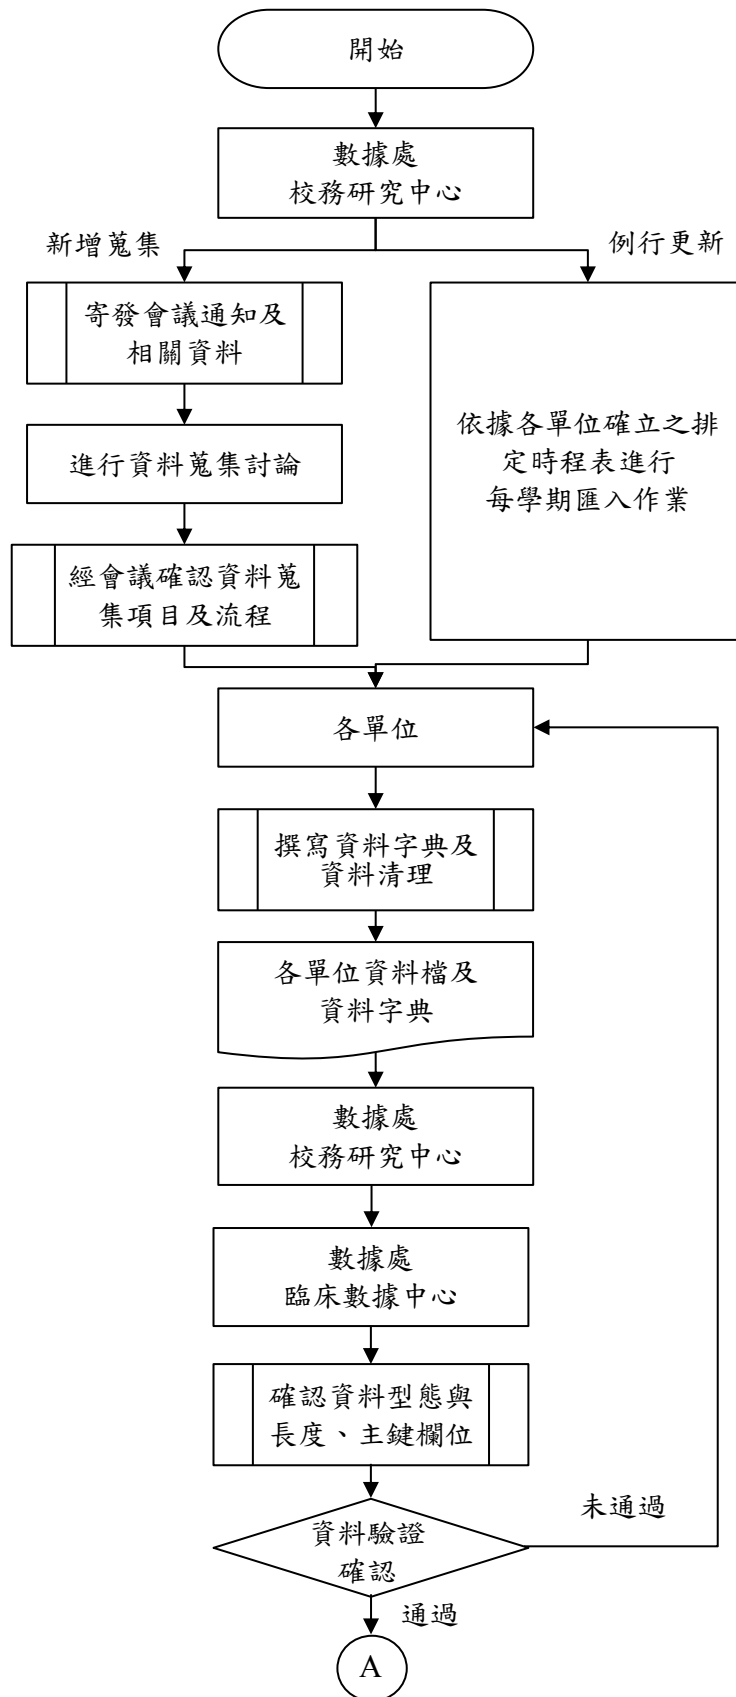 開始
數據處
校務研究中心
新增蒐集
例行更新
寄發會議通知及
相關資料
進行資料蒐集討論
經會議確認資料蒐
集項目及流程
依據各單位確立之排
定時程表進行
每學期匯入作業
各單位
撰寫資料字典及
資料清理
各單位資料檔及
資料字典
數據處
校務研究中心
數據處
臨床數據中心
確認資料型態與
長度、主鍵欄位
資料驗證
確認
未通過
通過
A